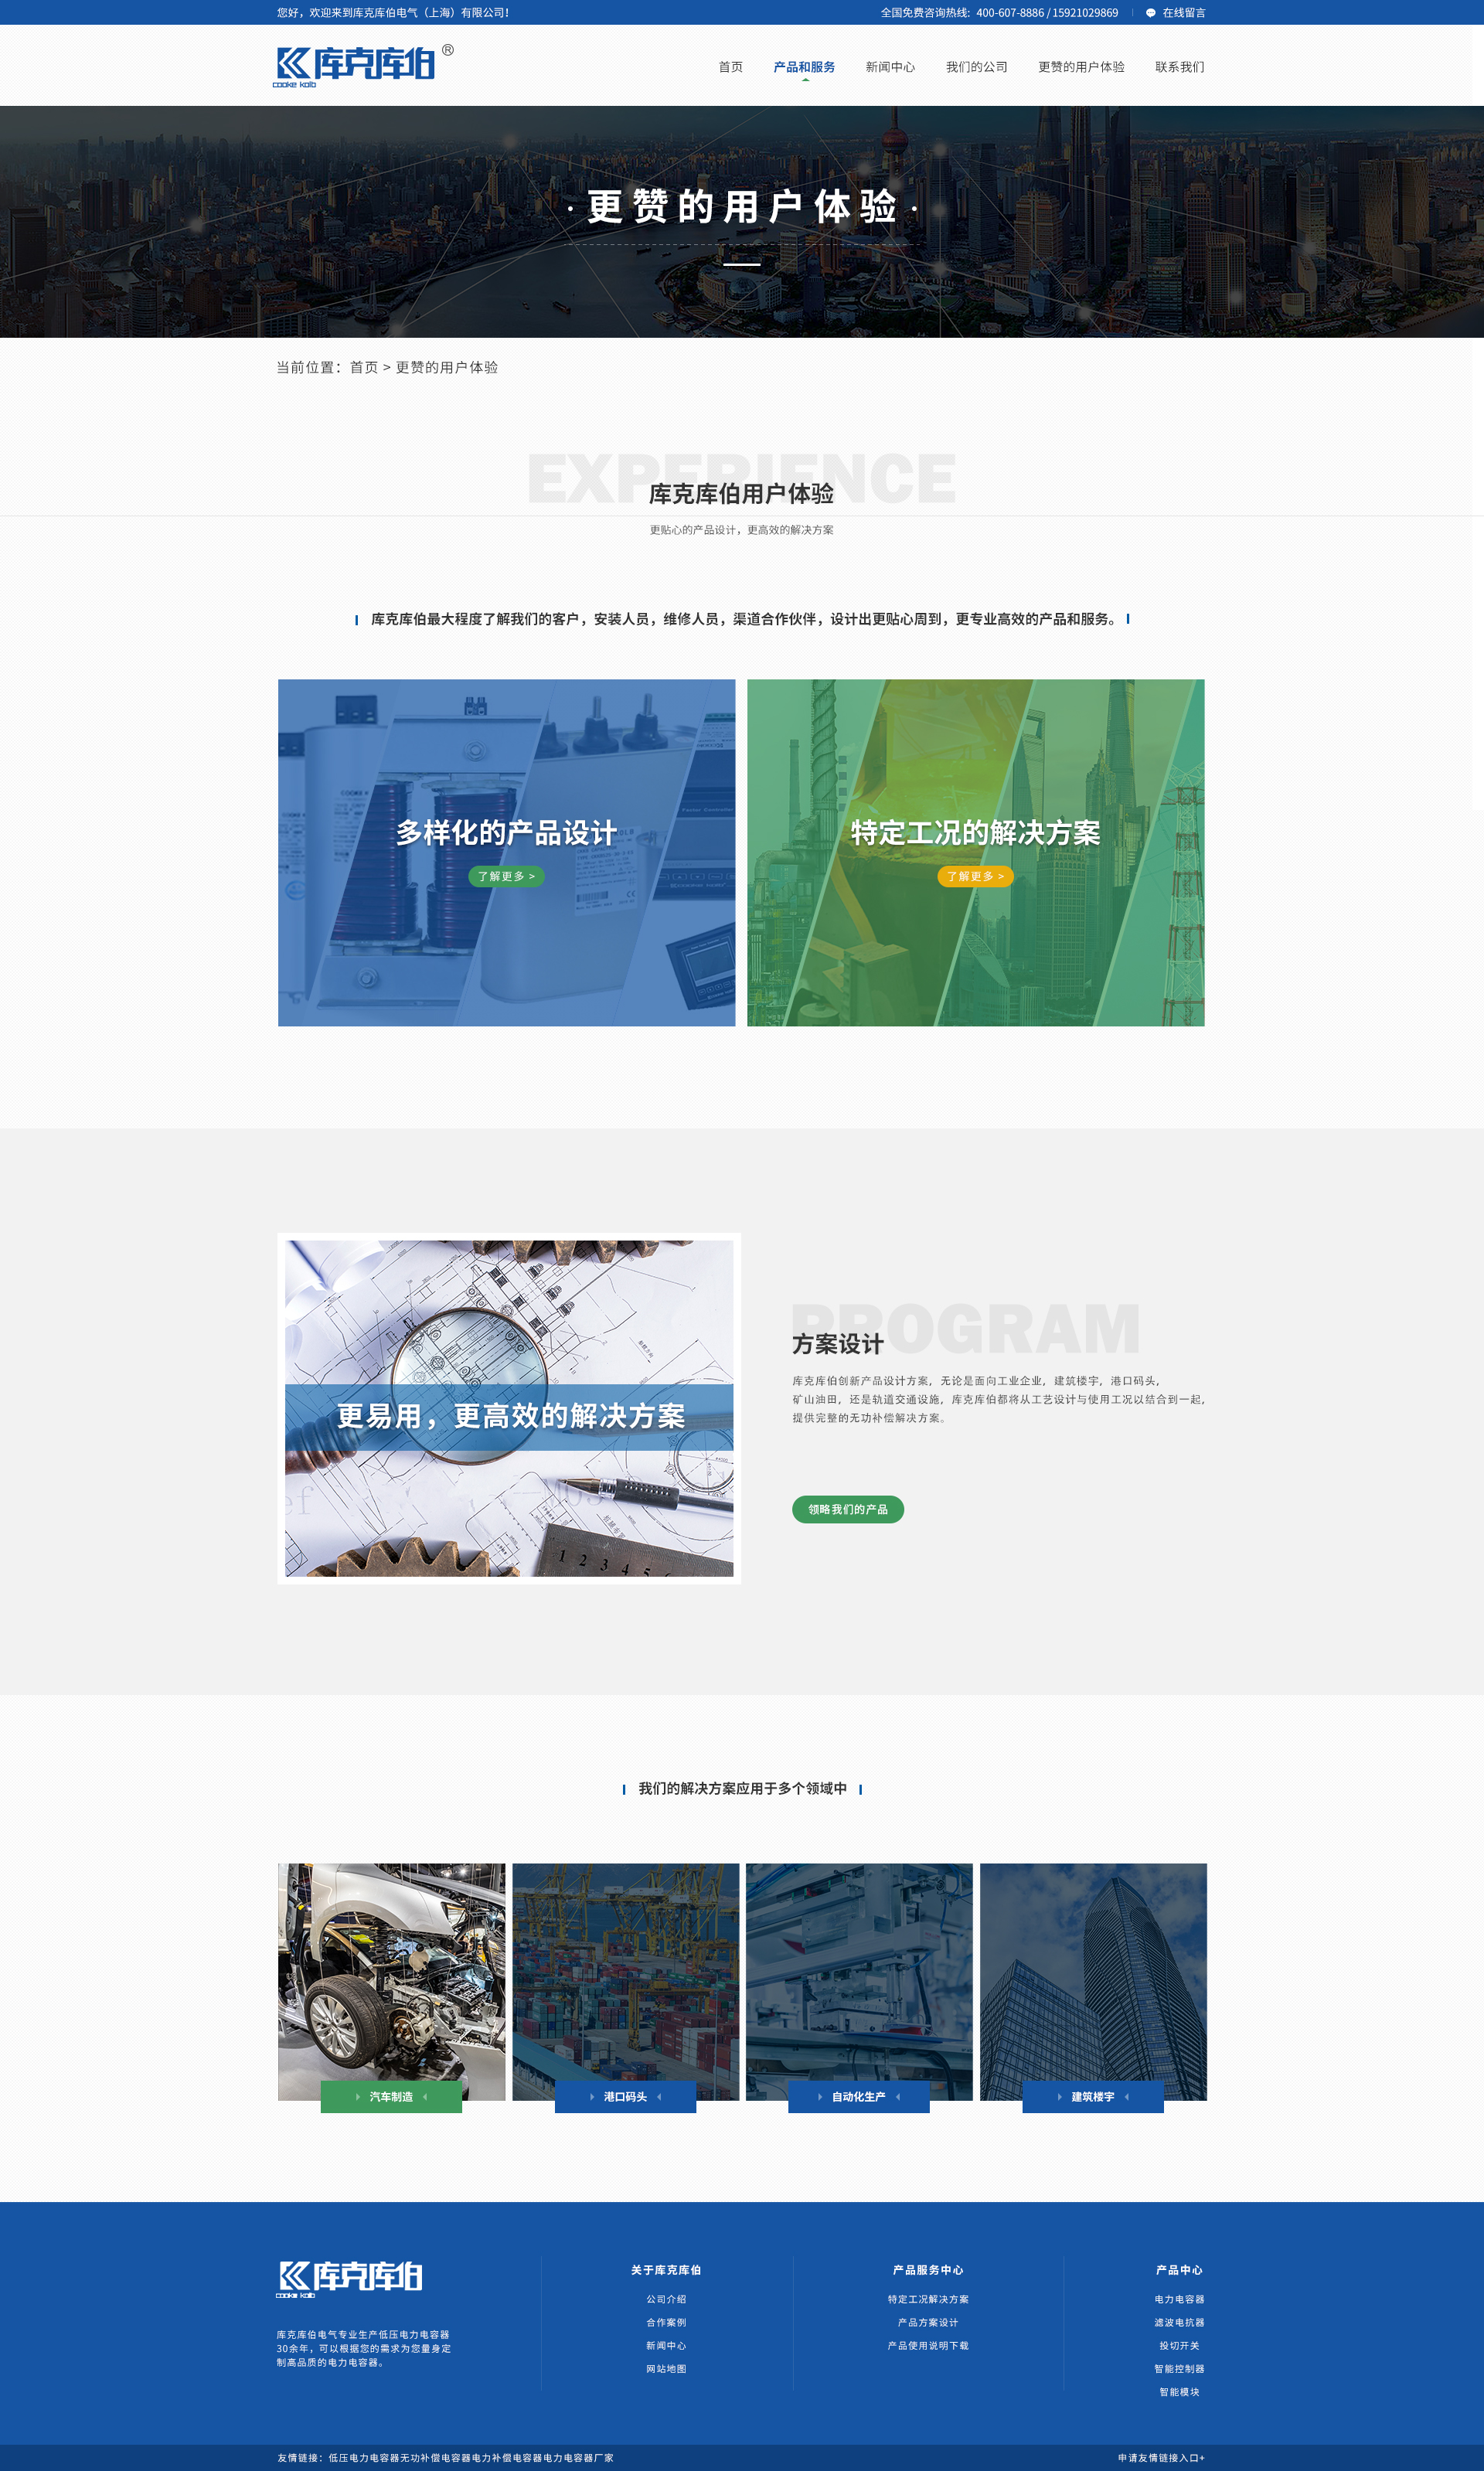 您好，欢迎来到库克库伯电气（上海）有限公司！
全国免费咨询热线: 400-607-8886 / 15921029869
在线留言
库克库伯®
cooke kolb
首页
产品和服务
新闻中心
我们的公司
更赞的用户体验
联系我们
· 更赞的用户体验 ·
当前位置：首页 > 更赞的用户体验
EXPERIENCE
库克库伯用户体验
更贴心的产品设计，更高效的解决方案
库克库伯最大程度了解我们的客户，安装人员，维修人员，渠道合作伙伴，设计出更贴心周到，更专业高效的产品和服务。
多样化的产品设计
了解更多 >
特定工况的解决方案
了解更多 >
更易用，更高效的解决方案
1 2 3 4 5 6
PROGRAM
方案设计
库克库伯创新产品设计方案，无论是面向工业企业，建筑楼宇，港口码头，
矿山油田，还是轨道交通设施，库克库伯都将从工艺设计与使用工况以结合到一起，
提供完整的无功补偿解决方案。
领略我们的产品
我们的解决方案应用于多个领域中
汽车制造
港口码头
自动化生产
建筑楼宇
库克库伯
cooke kolb
库克库伯电气专业生产低压电力电容器
30余年，可以根据您的需求为您量身定
制高品质的电力电容器。
关于库克库伯
公司介绍
合作案例
新闻中心
网站地图
产品服务中心
特定工况解决方案
产品方案设计
产品使用说明下载
产品中心
电力电容器
滤波电抗器
投切开关
智能控制器
智能模块
友情链接：低压电力电容器无功补偿电容器电力补偿电容器电力电容器厂家
申请友情链接入口+